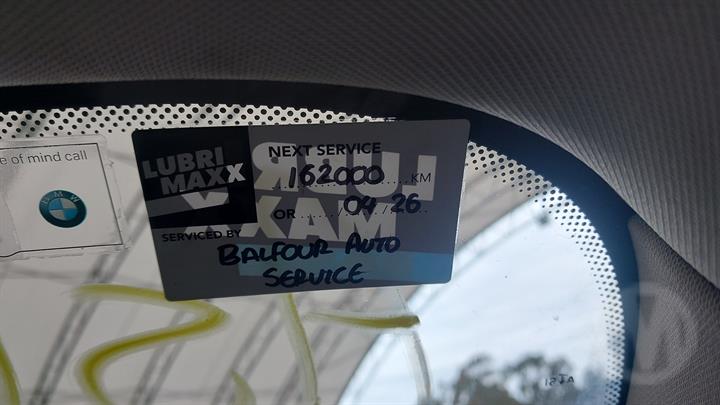 e of mind call
BMW
LUBRI
MAXX
NEXT SERVICE
162000 KM
OR 04 / 26
SERVICED BY
BALFOUR AUTO
SERVICE